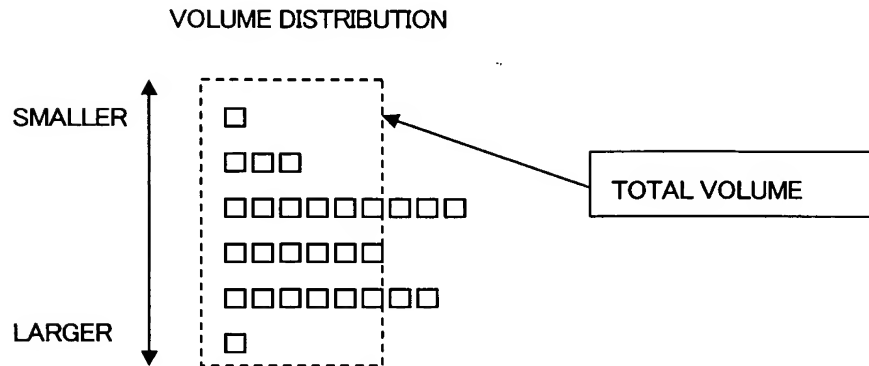 VOLUME DISTRIBUTION
SMALLER
TOTAL VOLUME
LARGER